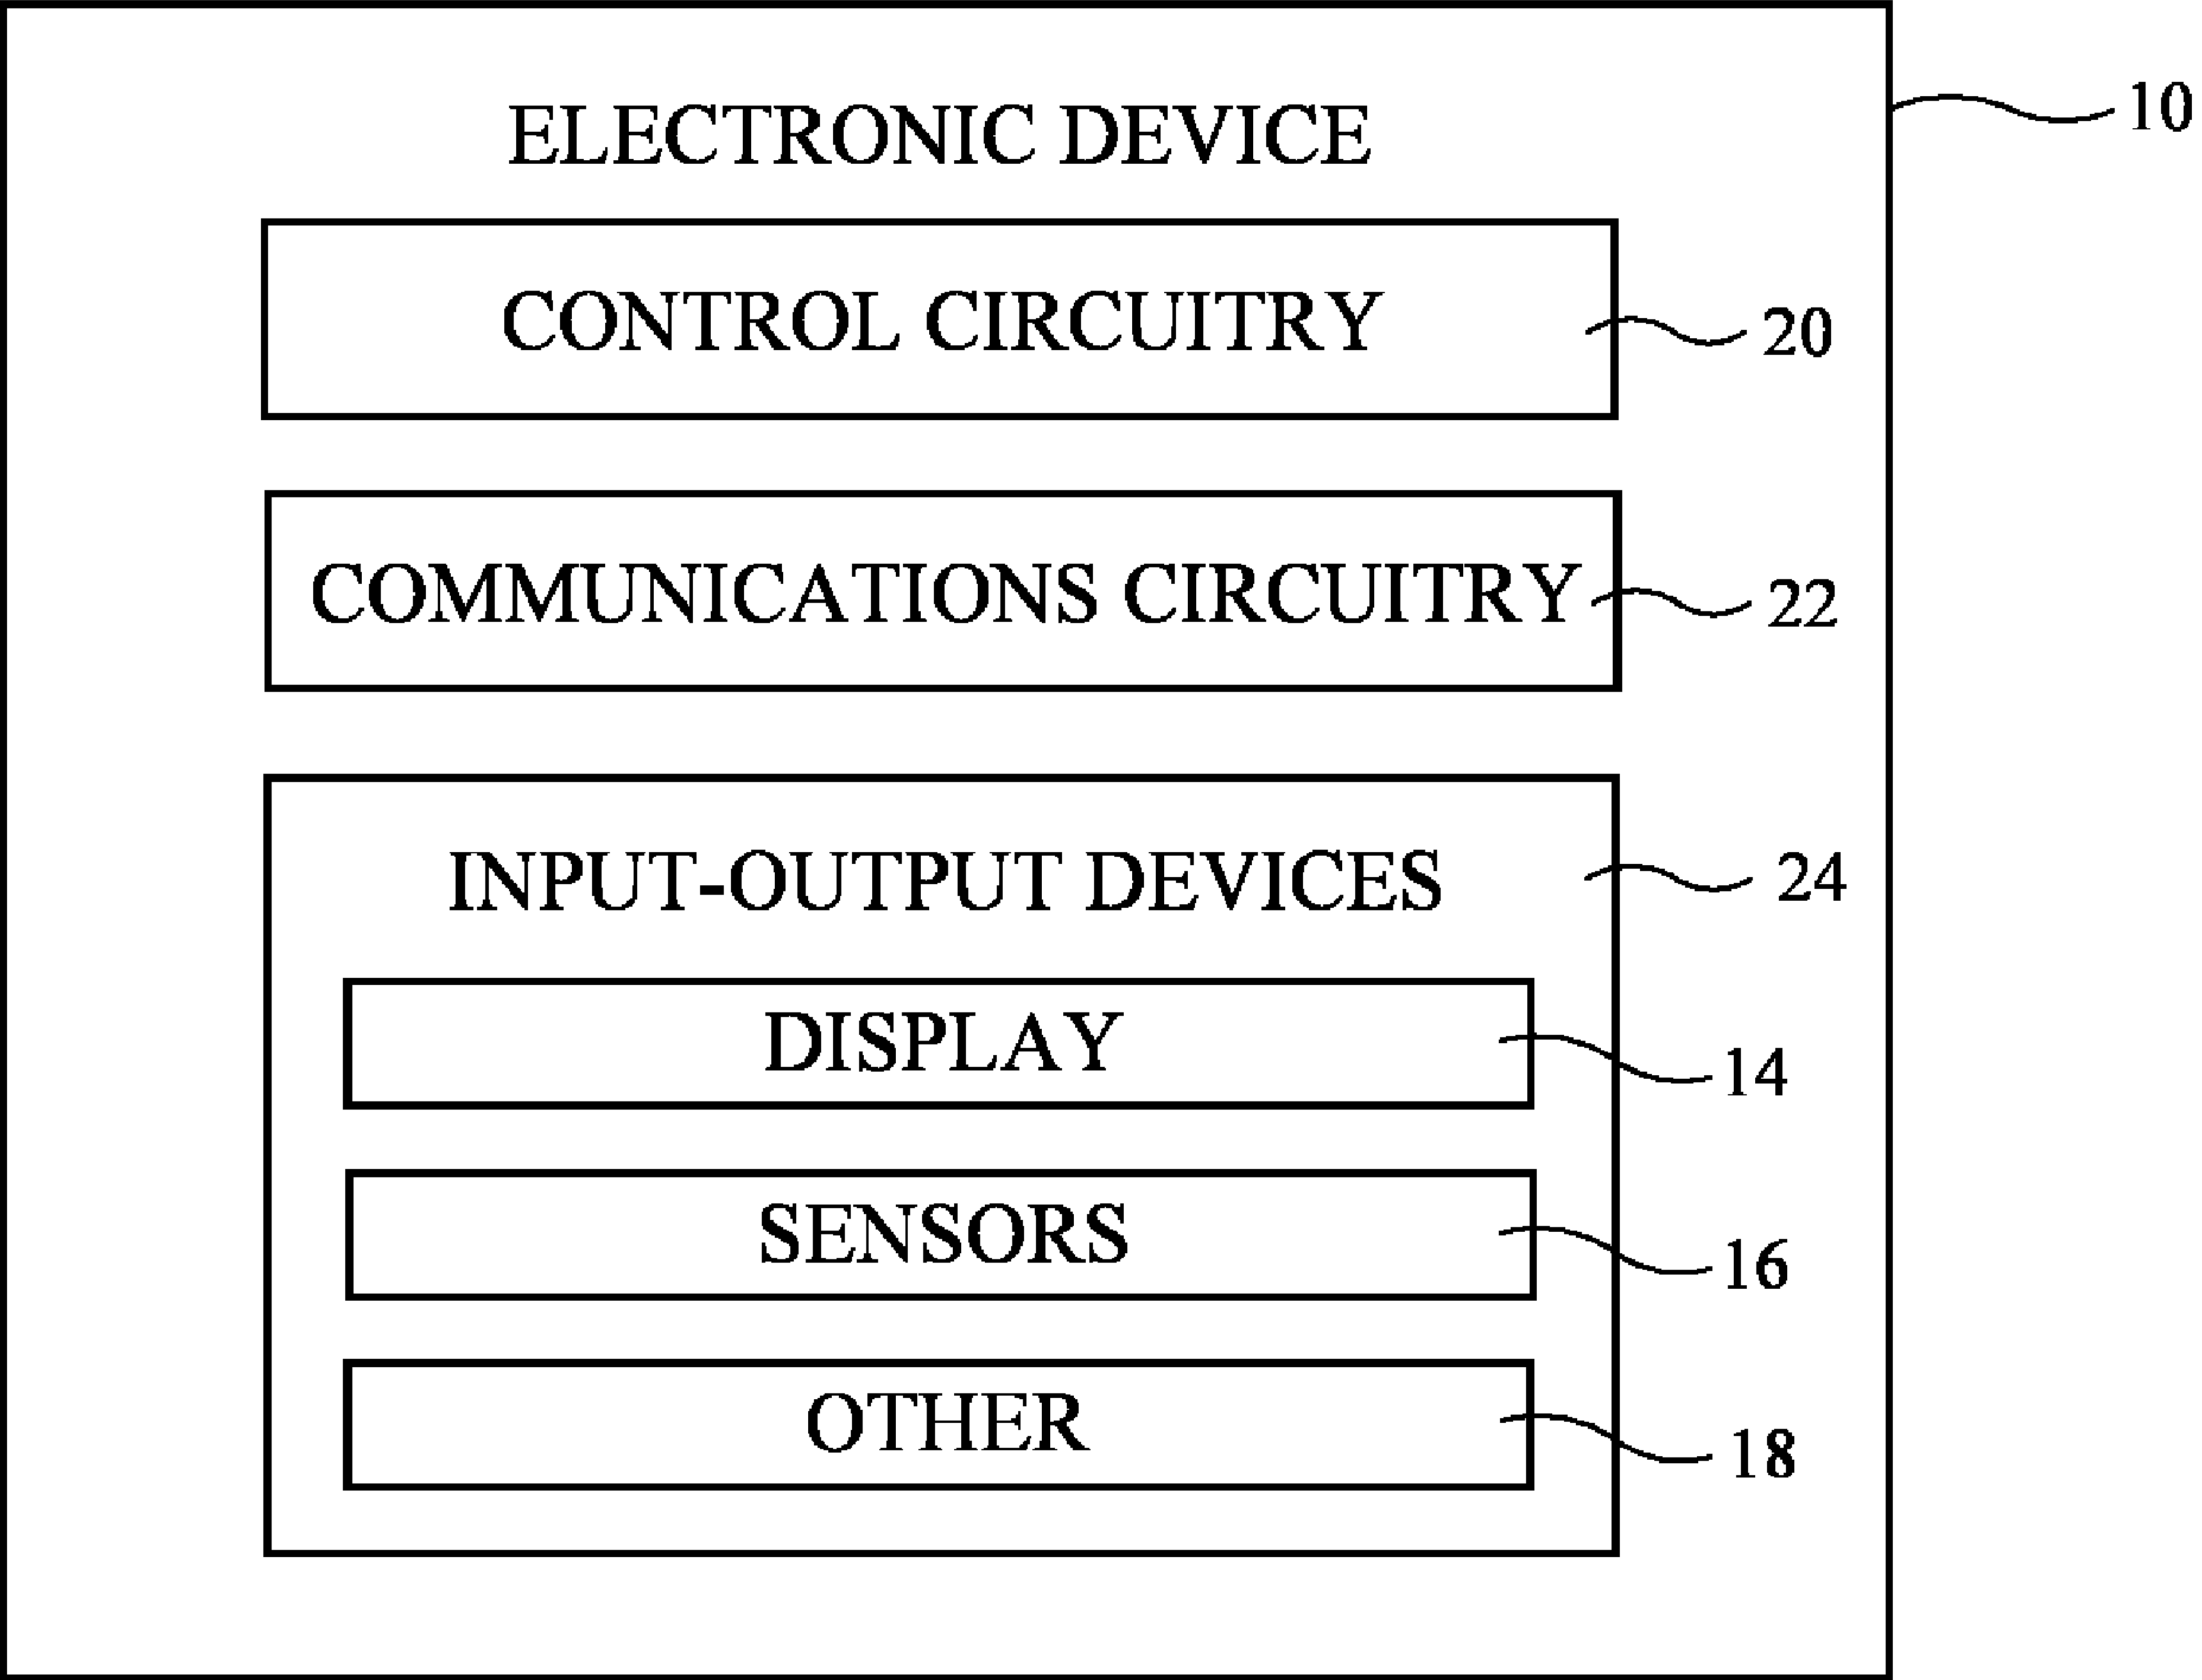 ELECTRONIC DEVICE
10
CONTROL CIRCUITRY
20
COMMUNICATIONS CIRCUITRY
22
INPUT-OUTPUT DEVICES
24
DISPLAY
14
SENSORS
16
OTHER
18